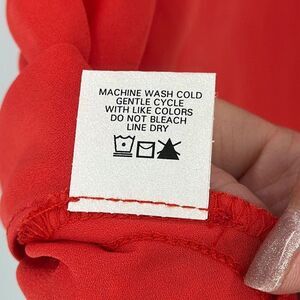 MACHINE WASH COLD
GENTLE CYCLE
WITH LIKE COLORS
DO NOT BLEACH
LINE DRY